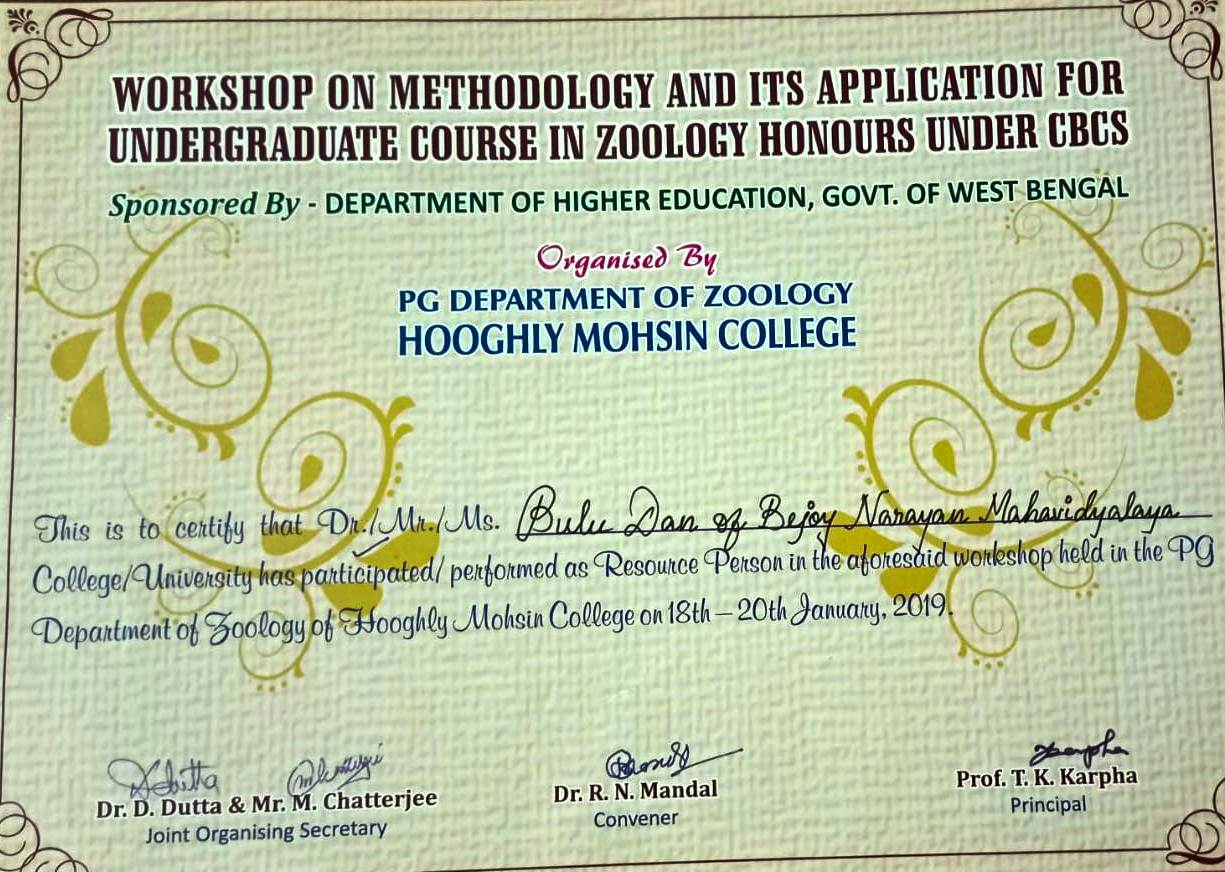 WORKSHOP ON METHODOLOGY AND ITS APPLICATION FOR
UNDERGRADUATE COURSE IN ZOOLOGY HONOURS UNDER CBCS
Sponsored By - DEPARTMENT OF HIGHER EDUCATION, GOVT. OF WEST BENGAL
Organised By
PG DEPARTMENT OF ZOOLOGY
HOOGHLY MOHSIN COLLEGE
This is to certify that Dr./Mr./Ms. Bulu Dan of Bejoy Narayan Mahavidyalaya
College/University has participated/ performed as Resource Person in the aforesaid workshop held in the PG
Department of Zoology of Hooghly Mohsin College on 18th – 20th January, 2019.
Dr. D. Dutta & Mr. M. Chatterjee
Joint Organising Secretary
Dr. R. N. Mandal
Convener
Prof. T. K. Karpha
Principal